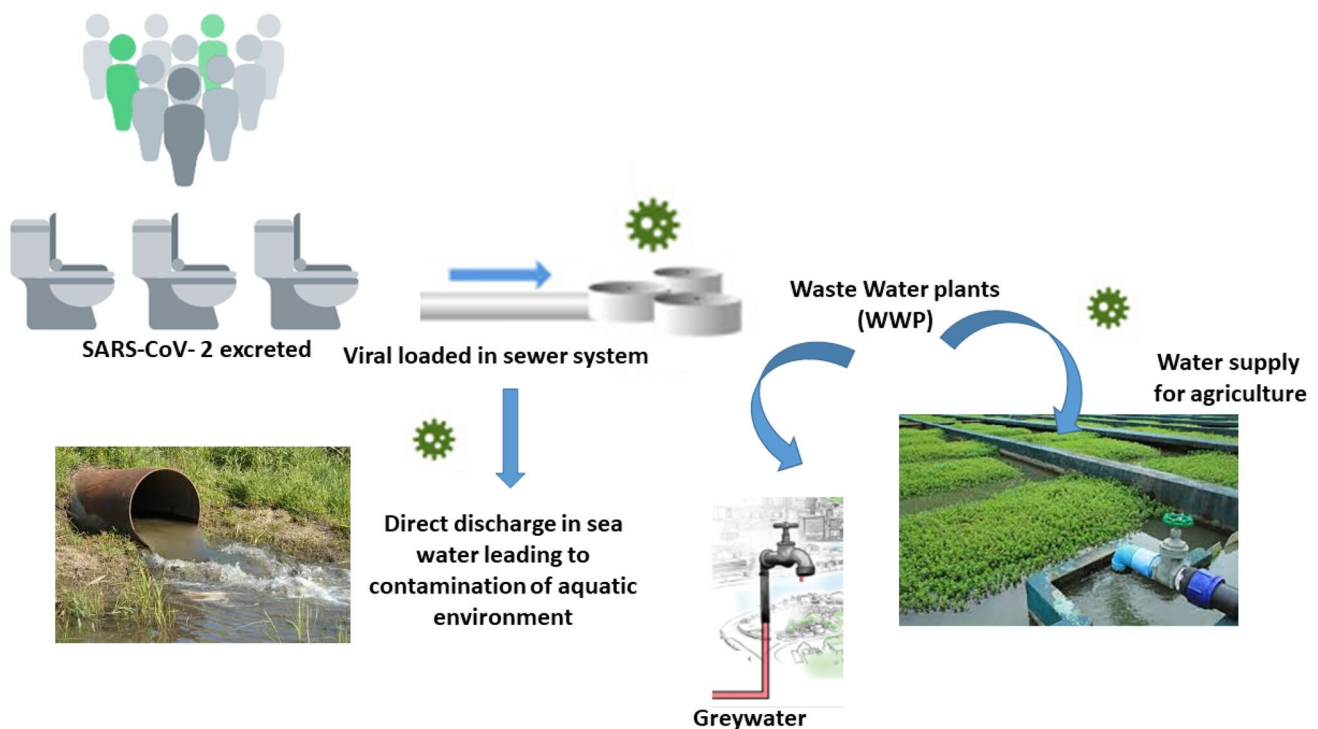 SARS-CoV- 2 excreted
Viral loaded in sewer system
Waste Water plants
(WWP)
Water supply
for agriculture
Direct discharge in sea
water leading to
contamination of aquatic
environment
Greywater